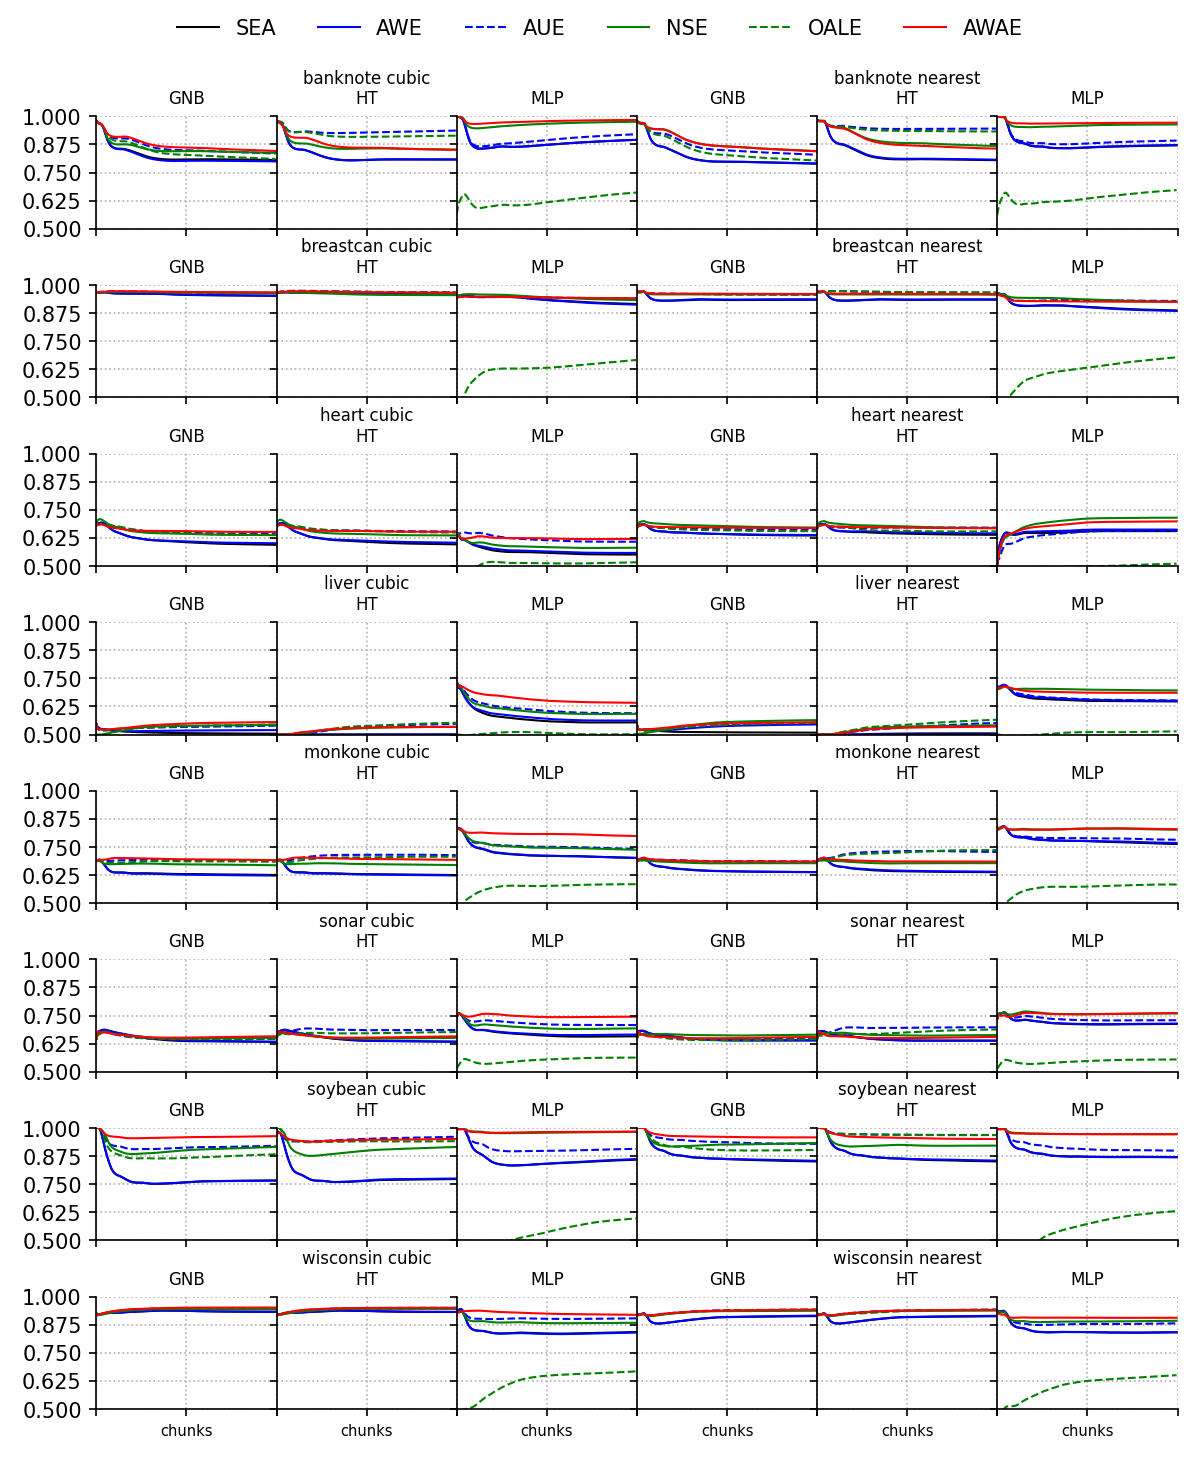 SEA AWE AUE NSE OALE AWAE
banknote cubic banknote nearest
GNB HT MLP GNB HT MLP
1.000
0.875
0.750
0.625
0.500
breastcan cubic breastcan nearest
GNB HT MLP GNB HT MLP
1.000
0.875
0.750
0.625
0.500
heart cubic heart nearest
GNB HT MLP GNB HT MLP
1.000
0.875
0.750
0.625
0.500
liver cubic liver nearest
GNB HT MLP GNB HT MLP
1.000
0.875
0.750
0.625
0.500
monkone cubic monkone nearest
GNB HT MLP GNB HT MLP
1.000
0.875
0.750
0.625
0.500
sonar cubic sonar nearest
GNB HT MLP GNB HT MLP
1.000
0.875
0.750
0.625
0.500
soybean cubic soybean nearest
GNB HT MLP GNB HT MLP
1.000
0.875
0.750
0.625
0.500
wisconsin cubic wisconsin nearest
GNB HT MLP GNB HT MLP
1.000
0.875
0.750
0.625
0.500
chunks chunks chunks chunks chunks chunks